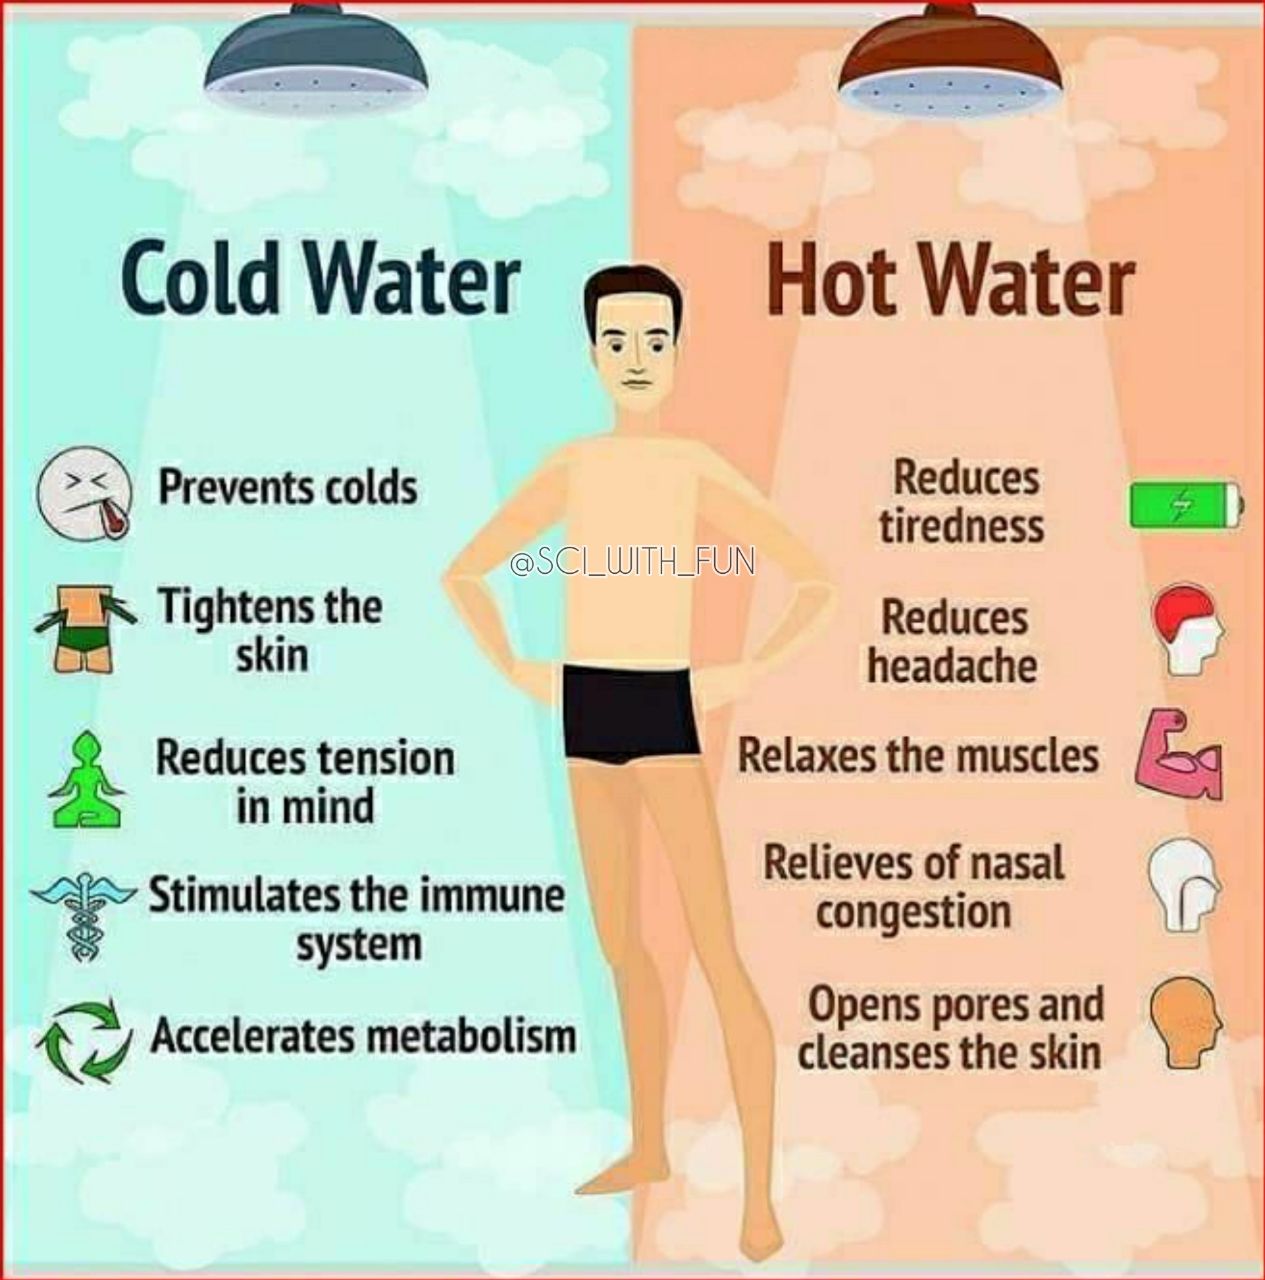 Cold Water
Prevents colds
Tightens the
skin
Reduces tension
in mind
Stimulates the immune
system
Accelerates metabolism
@SCI_WITH_FUN
Hot Water
Reduces
tiredness
Reduces
headache
Relaxes the muscles
Relieves of nasal
congestion
Opens pores and
cleanses the skin